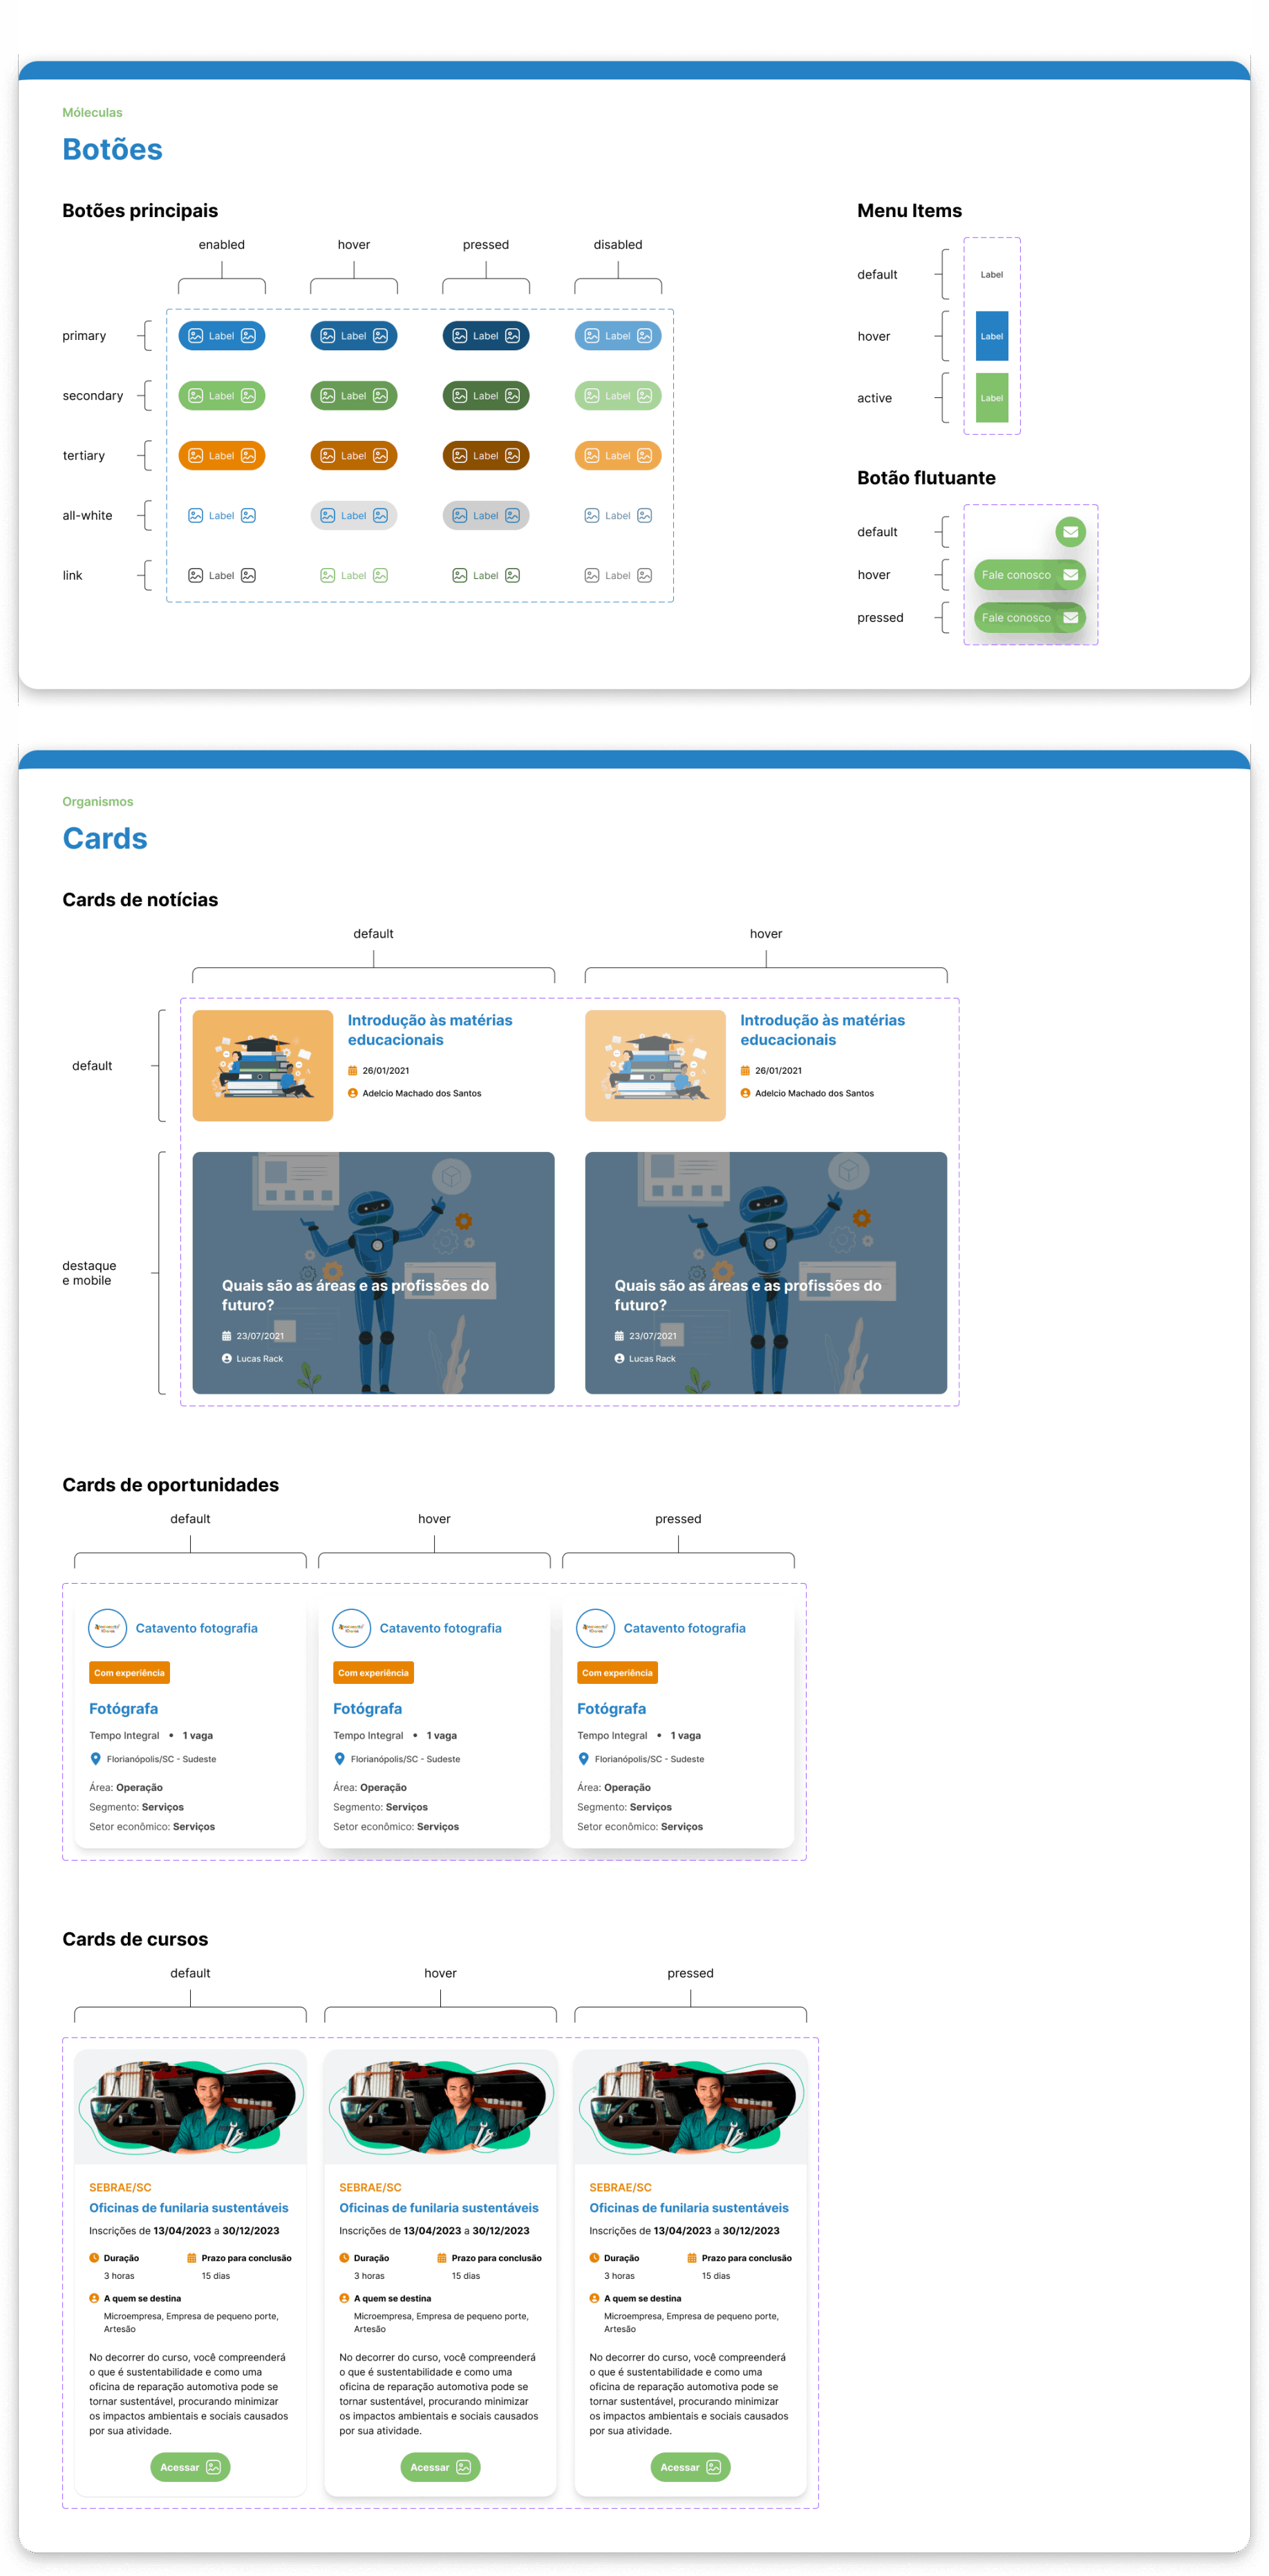 Móleculas
Botões
Botões principais
enabled
hover
pressed
disabled
primary
Label
Label
Label
Label
secondary
Label
Label
Label
Label
tertiary
Label
Label
Label
Label
all-white
Label
Label
Label
Label
link
Label
Label
Label
Label
Menu Items
default
Label
hover
Label
active
Label
Botão flutuante
default
hover
Fale conosco
pressed
Fale conosco
Organismos
Cards
Cards de notícias
default
hover
default
Introdução às matérias
educacionais
26/01/2021
Adelcio Machado dos Santos
Introdução às matérias
educacionais
26/01/2021
Adelcio Machado dos Santos
destaque
e mobile
Quais são as áreas e as profissões do
futuro?
23/07/2021
Lucas Rack
Quais são as áreas e as profissões do
futuro?
23/07/2021
Lucas Rack
Cards de oportunidades
default
hover
pressed
Catavento fotografia
Com experiência
Fotógrafa
Tempo Integral • 1 vaga
Florianópolis/SC - Sudeste
Área: Operação
Segmento: Serviços
Setor econômico: Serviços
Catavento fotografia
Com experiência
Fotógrafa
Tempo Integral • 1 vaga
Florianópolis/SC - Sudeste
Área: Operação
Segmento: Serviços
Setor econômico: Serviços
Catavento fotografia
Com experiência
Fotógrafa
Tempo Integral • 1 vaga
Florianópolis/SC - Sudeste
Área: Operação
Segmento: Serviços
Setor econômico: Serviços
Cards de cursos
default
hover
pressed
SEBRAE/SC
Oficinas de funilaria sustentáveis
Inscrições de 13/04/2023 a 30/12/2023
Duração
3 horas
Prazo para conclusão
15 dias
A quem se destina
Microempresa, Empresa de pequeno porte,
Artesão
No decorrer do curso, você compreenderá
o que é sustentabilidade e como uma
oficina de reparação automotiva pode se
tornar sustentável, procurando minimizar
os impactos ambientais e sociais causados
por sua atividade.
Acessar
SEBRAE/SC
Oficinas de funilaria sustentáveis
Inscrições de 13/04/2023 a 30/12/2023
Duração
3 horas
Prazo para conclusão
15 dias
A quem se destina
Microempresa, Empresa de pequeno porte,
Artesão
No decorrer do curso, você compreenderá
o que é sustentabilidade e como uma
oficina de reparação automotiva pode se
tornar sustentável, procurando minimizar
os impactos ambientais e sociais causados
por sua atividade.
Acessar
SEBRAE/SC
Oficinas de funilaria sustentáveis
Inscrições de 13/04/2023 a 30/12/2023
Duração
3 horas
Prazo para conclusão
15 dias
A quem se destina
Microempresa, Empresa de pequeno porte,
Artesão
No decorrer do curso, você compreenderá
o que é sustentabilidade e como uma
oficina de reparação automotiva pode se
tornar sustentável, procurando minimizar
os impactos ambientais e sociais causados
por sua atividade.
Acessar